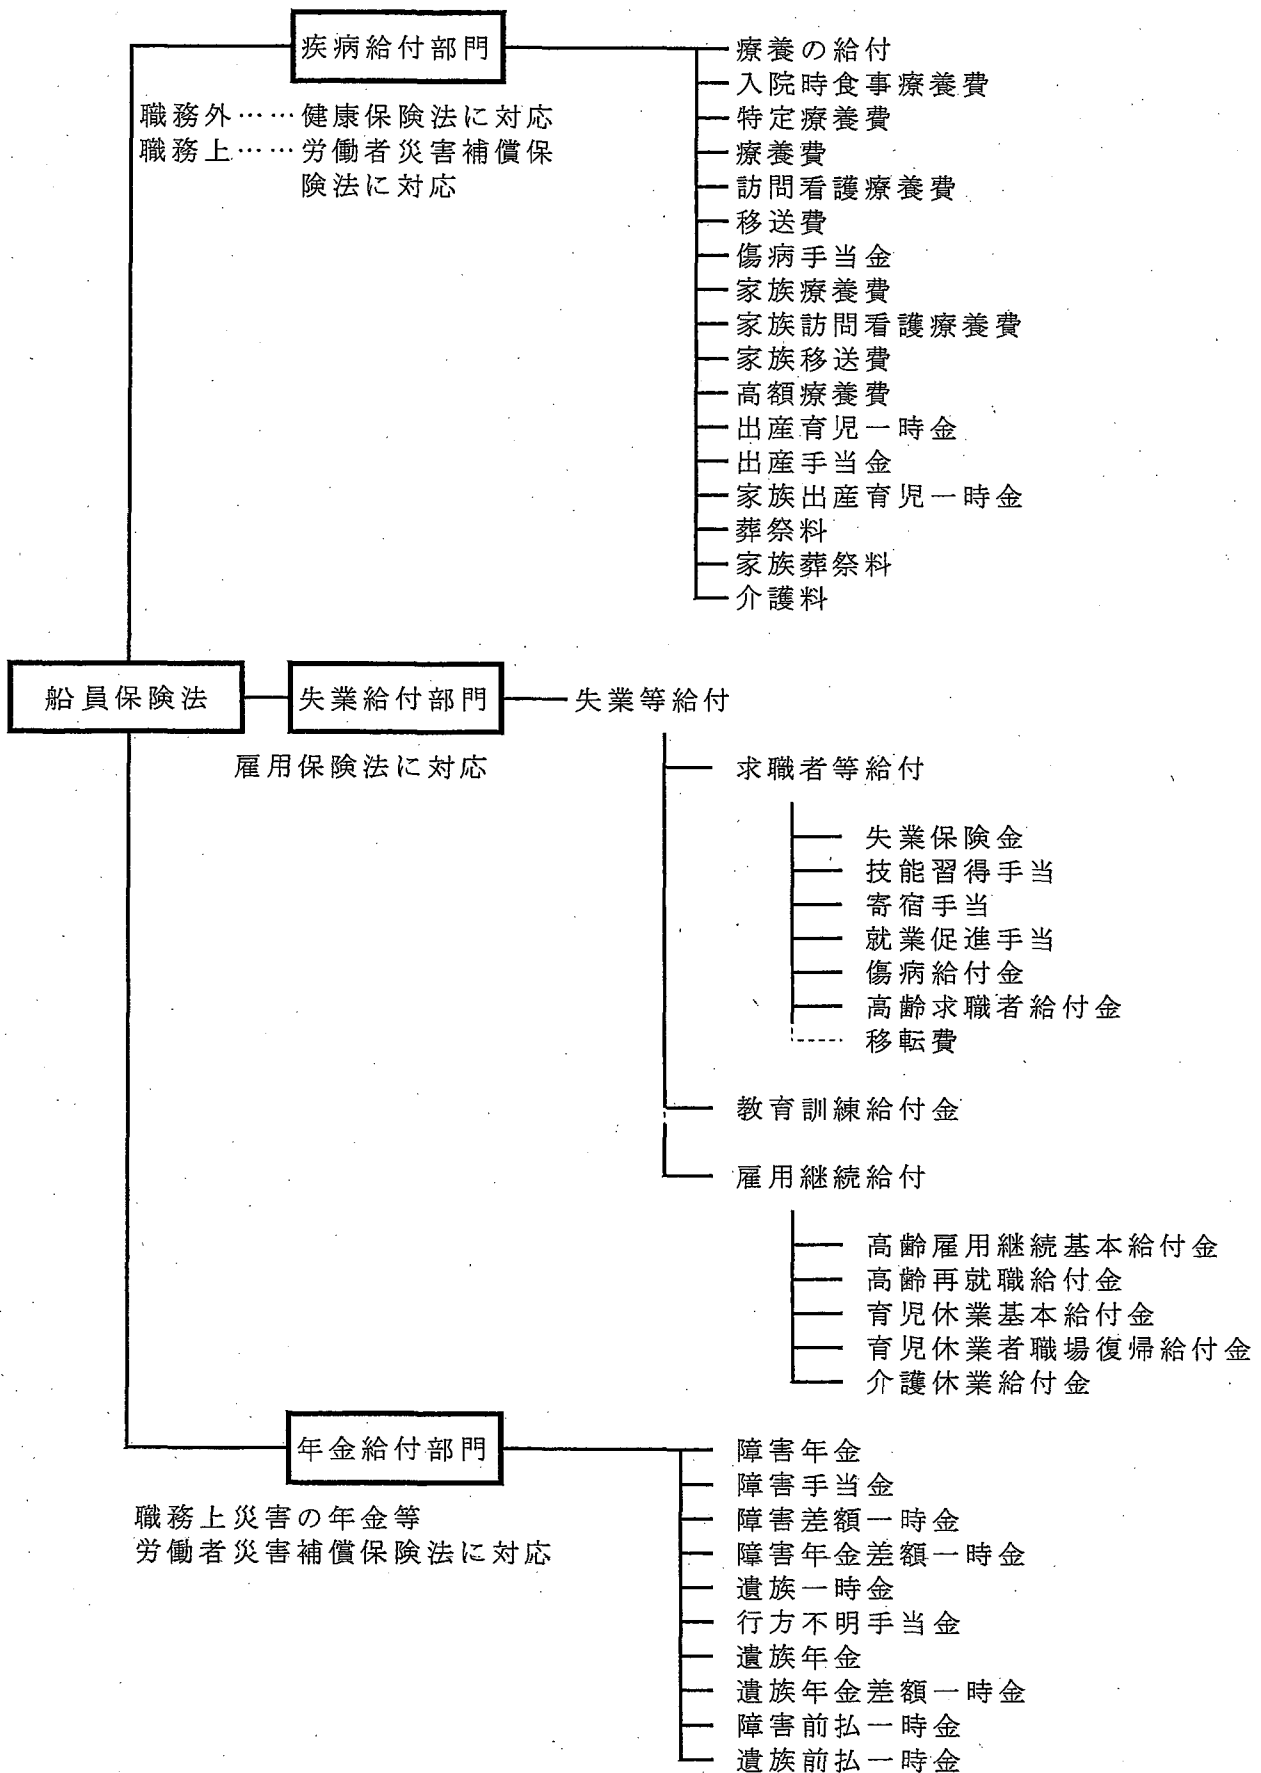 疾病給付部門
職務外……健康保険法に対応
職務上……労働者災害補償保
険法に対応
療養の給付
入院時食事療養費
特定療養費
療養費
訪問看護療養費
移送費
傷病手当金
家族療養費
家族訪問看護療養費
家族移送費
高額療養費
出産育児一時金
出産手当金
家族出産育児一時金
葬祭料
家族葬祭料
介護料
船員保険法
失業給付部門
雇用保険法に対応
失業等給付
求職者等給付
失業保険金
技能習得手当
寄宿手当
就業促進手当
傷病給付金
高齢求職者給付金
移転費
教育訓練給付金
雇用継続給付
高齢雇用継続基本給付金
高齢再就職給付金
育児休業基本給付金
育児休業者職場復帰給付金
介護休業給付金
年金給付部門
職務上災害の年金等
労働者災害補償保険法に対応
障害年金
障害手当金
障害差額一時金
障害年金差額一時金
遺族一時金
行方不明手当金
遺族年金
遺族年金差額一時金
障害前払一時金
遺族前払一時金